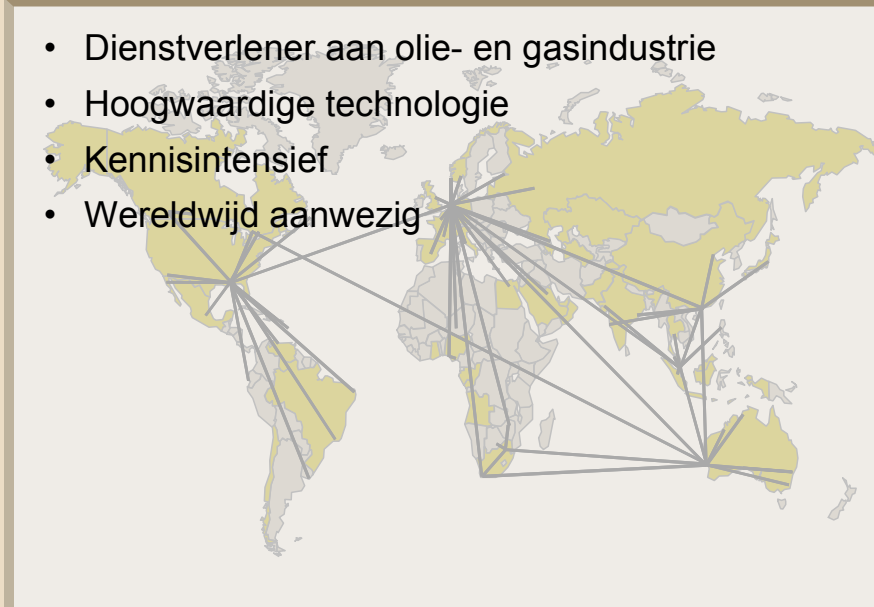 • Dienstverlener aan olie- en gasindustrie
• Hoogwaardige technologie
• Kennisintensief
• Wereldwijd aanwezig